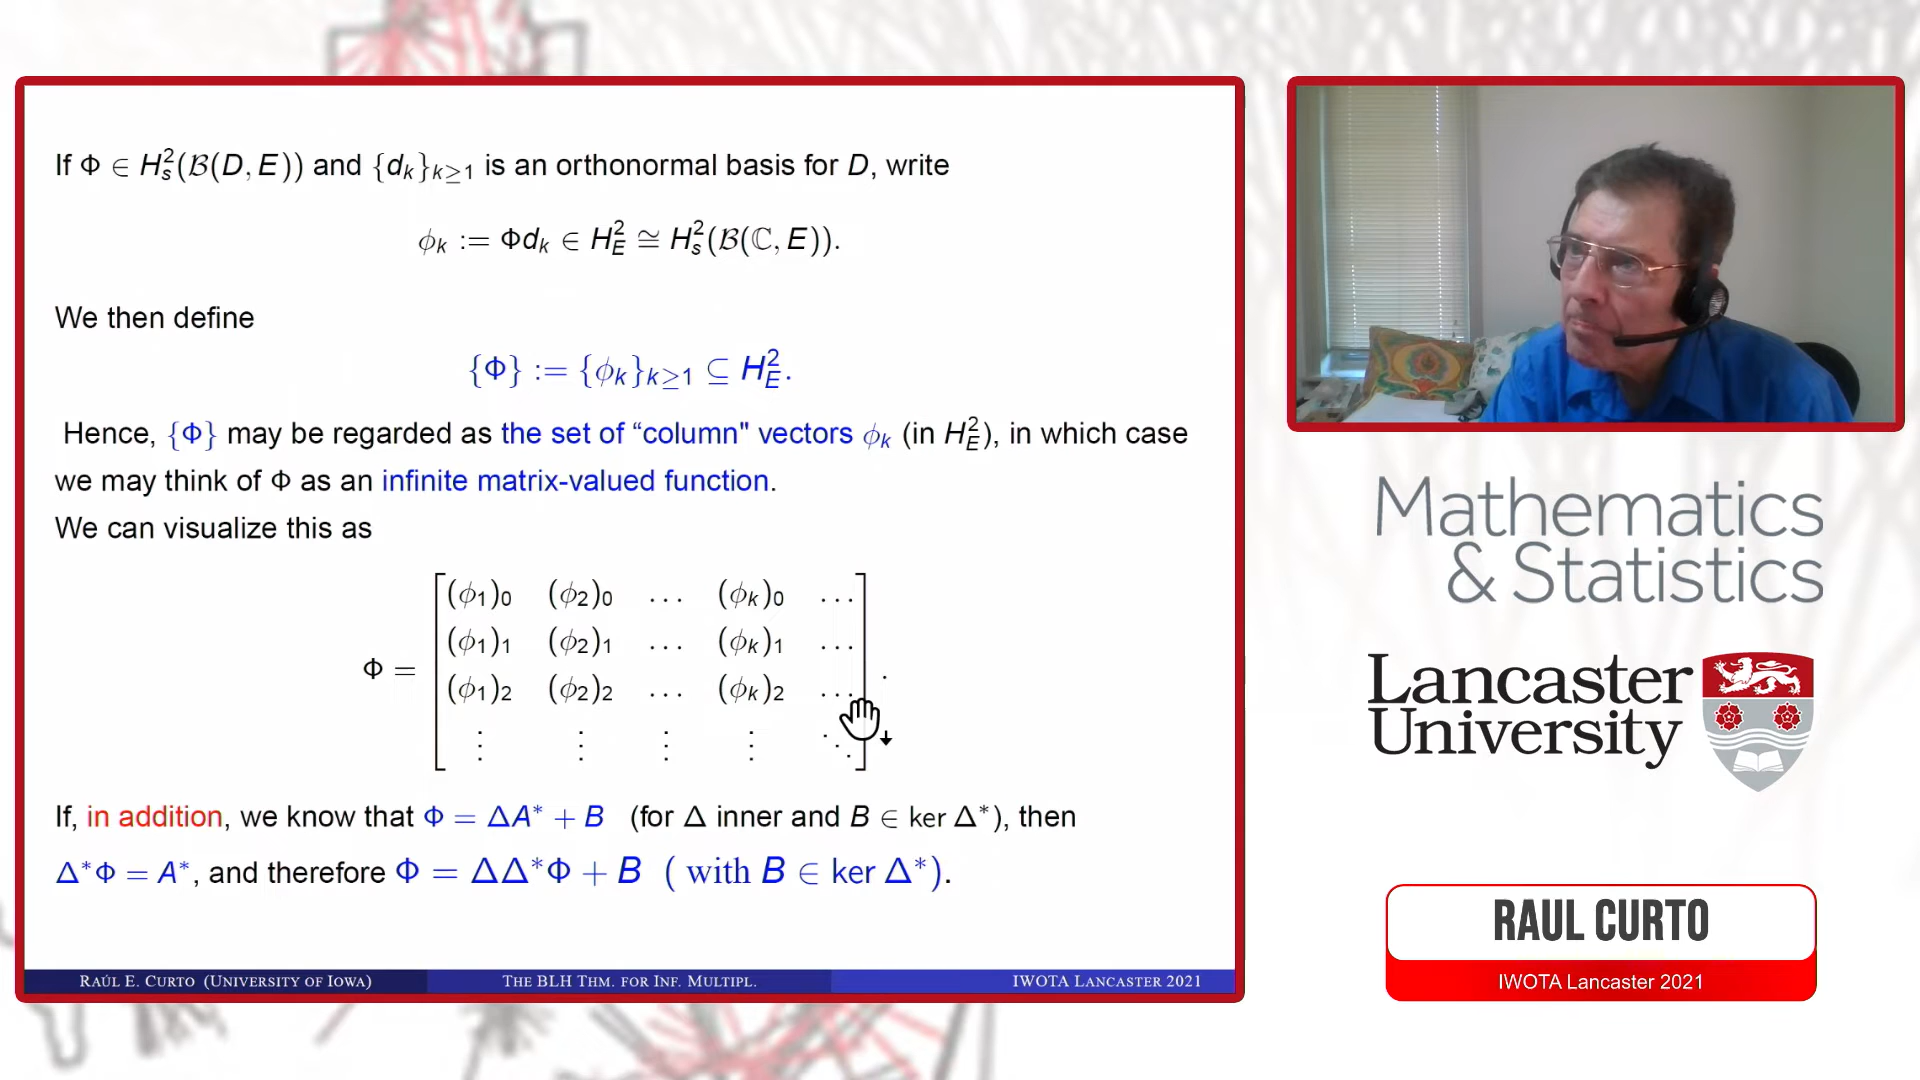 If Φ ∈ H²ₛ(𝓑(D, E)) and {dₖ}ₖ≥₁ is an orthonormal basis for D, write
ϕₖ := Φdₖ ∈ H²_E ≅ H²ₛ(𝓑(ℂ, E)).
We then define
{Φ} := {ϕₖ}ₖ≥₁ ⊆ H²_E.
Hence, {Φ} may be regarded as the set of “column" vectors ϕₖ (in H²_E), in which case
we may think of Φ as an infinite matrix-valued function.
We can visualize this as
(ϕ₁)₀ (ϕ₂)₀ … (ϕₖ)₀ …
(ϕ₁)₁ (ϕ₂)₁ … (ϕₖ)₁ …
Φ = [ (ϕ₁)₂ (ϕ₂)₂ … (ϕₖ)₂ … ] .
⋮ ⋮ ⋮ ⋮ ⋱
If, in addition, we know that Φ = ΔA* + B (for Δ inner and B ∈ ker Δ*), then
Δ*Φ = A*, and therefore Φ = ΔΔ*Φ + B ( with B ∈ ker Δ*).
RAÚL E. CURTO (UNIVERSITY OF IOWA) THE BLH THM. FOR INF. MULTIPL. IWOTA LANCASTER 2021
Mathematics
& Statistics
Lancaster
University
RAUL CURTO
IWOTA Lancaster 2021